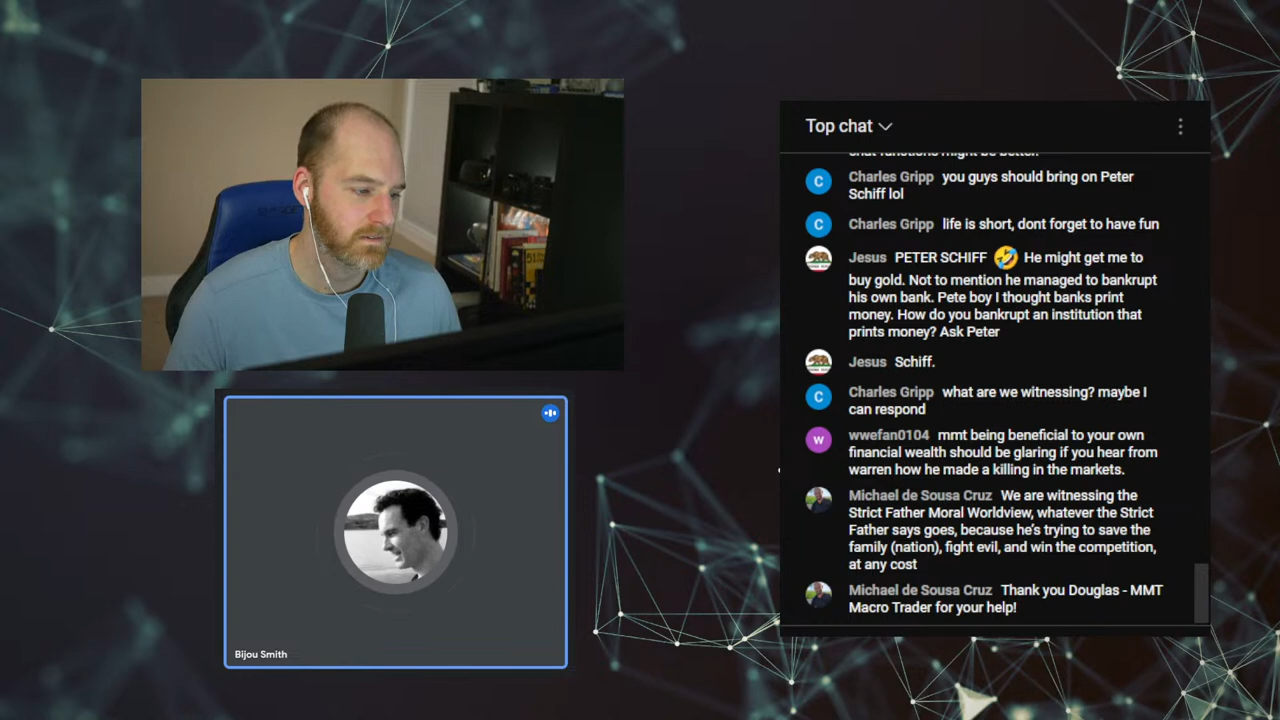 Top chat
chat functions might be better.
Charles Gripp you guys should bring on Peter
Schiff lol
Charles Gripp life is short, dont forget to have fun
Jesus PETER SCHIFF 🤣 He might get me to
buy gold. Not to mention he managed to bankrupt
his own bank. Pete boy I thought banks print
money. How do you bankrupt an institution that
prints money? Ask Peter
Jesus Schiff.
Charles Gripp what are we witnessing? maybe I
can respond
wwefan0104 mmt being beneficial to your own
financial wealth should be glaring if you hear from
warren how he made a killing in the markets.
Michael de Sousa Cruz We are witnessing the
Strict Father Moral Worldview, whatever the Strict
Father says goes, because he's trying to save the
family (nation), fight evil, and win the competition,
at any cost
Michael de Sousa Cruz Thank you Douglas - MMT
Macro Trader for your help!
C
C
C
w
51
Bijou Smith